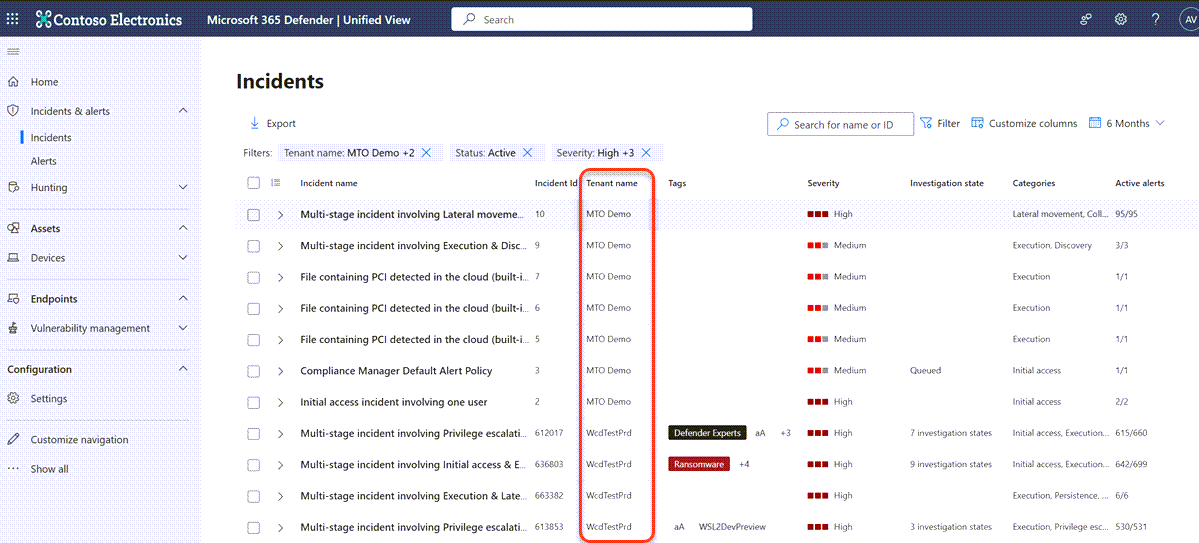 Contoso Electronics Microsoft 365 Defender | Unified View Search AV
Home
Incidents & alerts
Incidents
Alerts
Hunting
Assets
Devices
Endpoints
Vulnerability management
Configuration
Settings
Customize navigation
Show all
Incidents
Export Search for name or ID Filter Customize columns 6 Months
Filters: Tenant name: MTO Demo +2 Status: Active Severity: High +3
Incident name Incident Id Tenant name Tags Severity Investigation state Categories Active alerts
Multi-stage incident involving Lateral moveme... 10 MTO Demo High Lateral movement, Coll... 95/95
Multi-stage incident involving Execution & Disc... 9 MTO Demo Medium Execution, Discovery 3/3
File containing PCI detected in the cloud (built-i... 7 MTO Demo Medium Execution 1/1
File containing PCI detected in the cloud (built-i... 6 MTO Demo Medium Execution 1/1
File containing PCI detected in the cloud (built-i... 5 MTO Demo Medium Execution 1/1
Compliance Manager Default Alert Policy 3 MTO Demo Medium Queued Initial access 1/1
Initial access incident involving one user 2 MTO Demo High Initial access 2/2
Multi-stage incident involving Privilege escalati... 612017 WcdTestPrd Defender Experts aA +3 High 7 investigation states Initial access, Execution... 615/660
Multi-stage incident involving Initial access & E... 636803 WcdTestPrd Ransomware +4 High 9 investigation states Initial access, Execution... 642/699
Multi-stage incident involving Execution & Late... 663382 WcdTestPrd High Execution, Persistence, ... 6/6
Multi-stage incident involving Privilege escalati... 613853 WcdTestPrd aA WSL2DevPreview High 3 investigation states Execution, Privilege esc... 530/531